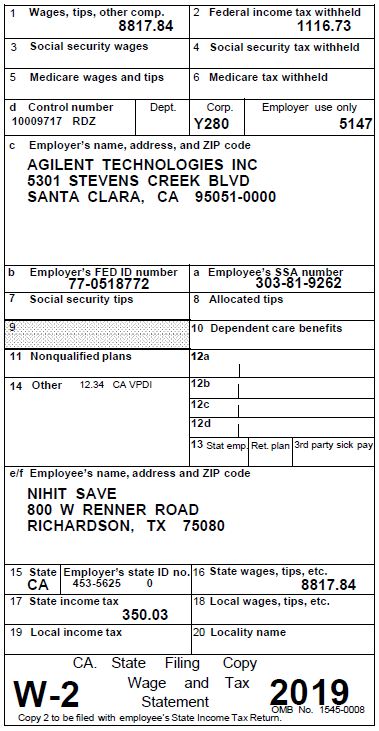 1 Wages, tips, other comp. 2 Federal income tax withheld
8817.84 1116.73
3 Social security wages 4 Social security tax withheld
5 Medicare wages and tips 6 Medicare tax withheld
d Control number Dept. Corp. Employer use only
10009717 RDZ Y280 5147
c Employer's name, address, and ZIP code
AGILENT TECHNOLOGIES INC
5301 STEVENS CREEK BLVD
SANTA CLARA, CA 95051-0000
b Employer's FED ID number a Employee's SSA number
77-0518772 303-81-9262
7 Social security tips 8 Allocated tips
9 10 Dependent care benefits
11 Nonqualified plans 12a
14 Other 12.34 CA VPDI 12b
12c
12d
13 Stat emp. Ret. plan 3rd party sick pay
e/f Employee's name, address and ZIP code
NIHIT SAVE
800 W RENNER ROAD
RICHARDSON, TX 75080
15 State Employer's state ID no. 16 State wages, tips, etc.
CA 453-5625 0 8817.84
17 State income tax 18 Local wages, tips, etc.
350.03
19 Local income tax 20 Locality name
CA. State Filing Copy
W-2 Wage and Tax Statement 2019
OMB No. 1545-0008
Copy 2 to be filed with employee's State Income Tax Return.